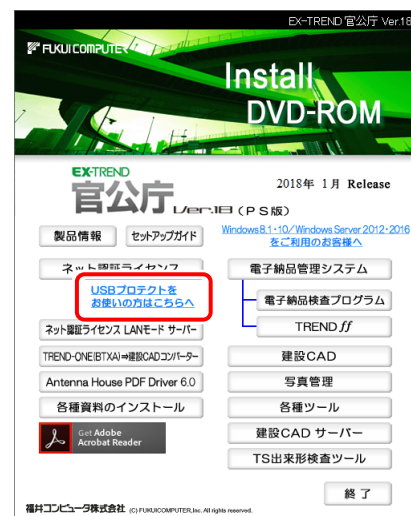 EX-TREND 官公庁 Ver.18
FUKUI COMPUTER
Install
DVD-ROM
EX-TREND
官公庁 Ver.18 (PS版)
2018年 1月 Release
製品情報
セットアップガイド
Windows8.1・10/Windows Server 2012・2016
をご利用のお客様へ
ネット認証ライセンス
USBプロテクトを
お使いの方はこちらへ
ネット認証ライセンス LANモード サーバー
TREND-ONE(BTXA)⇒建設CADコンバーター
Antenna House PDF Driver 6.0
各種資料のインストール
Get Adobe
Acrobat Reader
電子納品管理システム
電子納品検査プログラム
TREND ff
建設CAD
写真管理
各種ツール
建設CAD サーバー
TS出来形検査ツール
終了
福井コンピュータ株式会社 (C) FUKUICOMPUTER,Inc. All rights reserved.